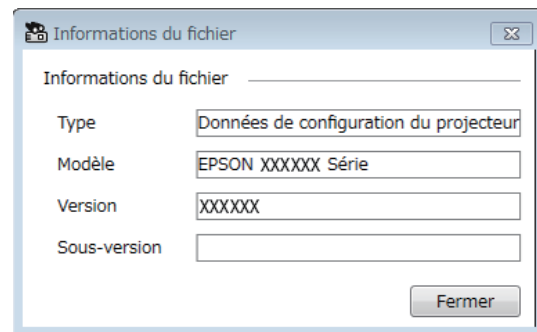 Informations du fichier
Informations du fichier
Type Données de configuration du projecteur
Modèle EPSON XXXXXX Série
Version XXXXXX
Sous-version
Fermer